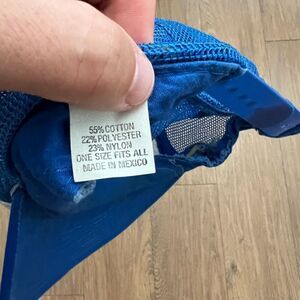 55% COTTON
22% POLYESTER
23% NYLON
ONE SIZE FITS ALL
MADE IN MEXICO